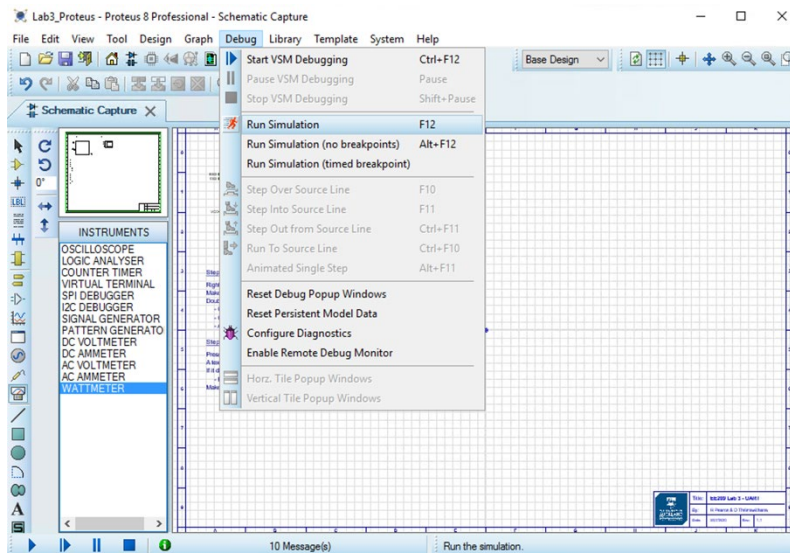 Lab3_Proteus - Proteus 8 Professional - Schematic Capture
File Edit View Tool Design Graph Debug Library Template System Help
Base Design
Schematic Capture
Start VSM Debugging Ctrl+F12
Pause VSM Debugging Pause
Stop VSM Debugging Shift+Pause
Run Simulation F12
Run Simulation (no breakpoints) Alt+F12
Run Simulation (timed breakpoint)
Step Over Source Line F10
Step Into Source Line F11
Step Out from Source Line Ctrl+F11
Run To Source Line Ctrl+F10
Animated Single Step Alt+F11
Reset Debug Popup Windows
Reset Persistent Model Data
Configure Diagnostics
Enable Remote Debug Monitor
Horz. Tile Popup Windows
Vertical Tile Popup Windows
0°
LBL
INSTRUMENTS
OSCILLOSCOPE
LOGIC ANALYSER
COUNTER TIMER
VIRTUAL TERMINAL
SPI DEBUGGER
I2C DEBUGGER
SIGNAL GENERATOR
PATTERN GENERATO
DC VOLTMETER
DC AMMETER
AC VOLTMETER
AC AMMETER
WATTMETER
A
S
10 Message(s)
Run the simulation.